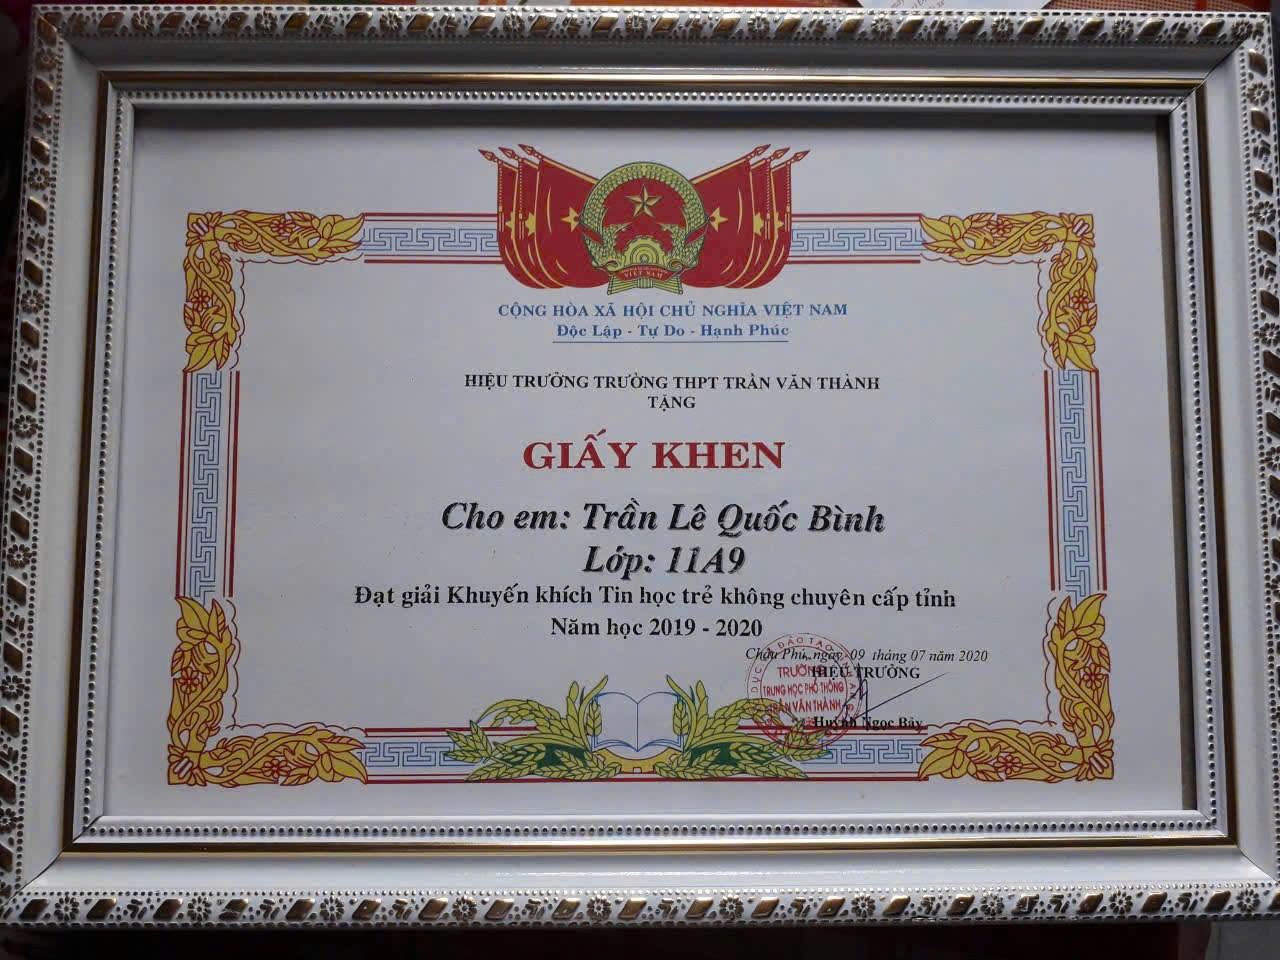 VIỆT NAM
CỘNG HÒA XÃ HỘI CHỦ NGHĨA VIỆT NAM
Độc Lập - Tự Do - Hạnh Phúc
HIỆU TRƯỞNG TRƯỜNG THPT TRẦN VĂN THÀNH
TẶNG
GIẤY KHEN
Cho em: Trần Lê Quốc Bình
Lớp: 11A9
Đạt giải Khuyến khích Tin học trẻ không chuyên cấp tỉnh
Năm học 2019 - 2020
Châu Phú, ngày 09 tháng 07 năm 2020
HIỆU TRƯỞNG
ĐÀO TẠO
TRƯỜNG
TRUNG HỌC PHỔ THÔNG
TRẦN VĂN THÀNH
Huỳnh Ngọc Bảy